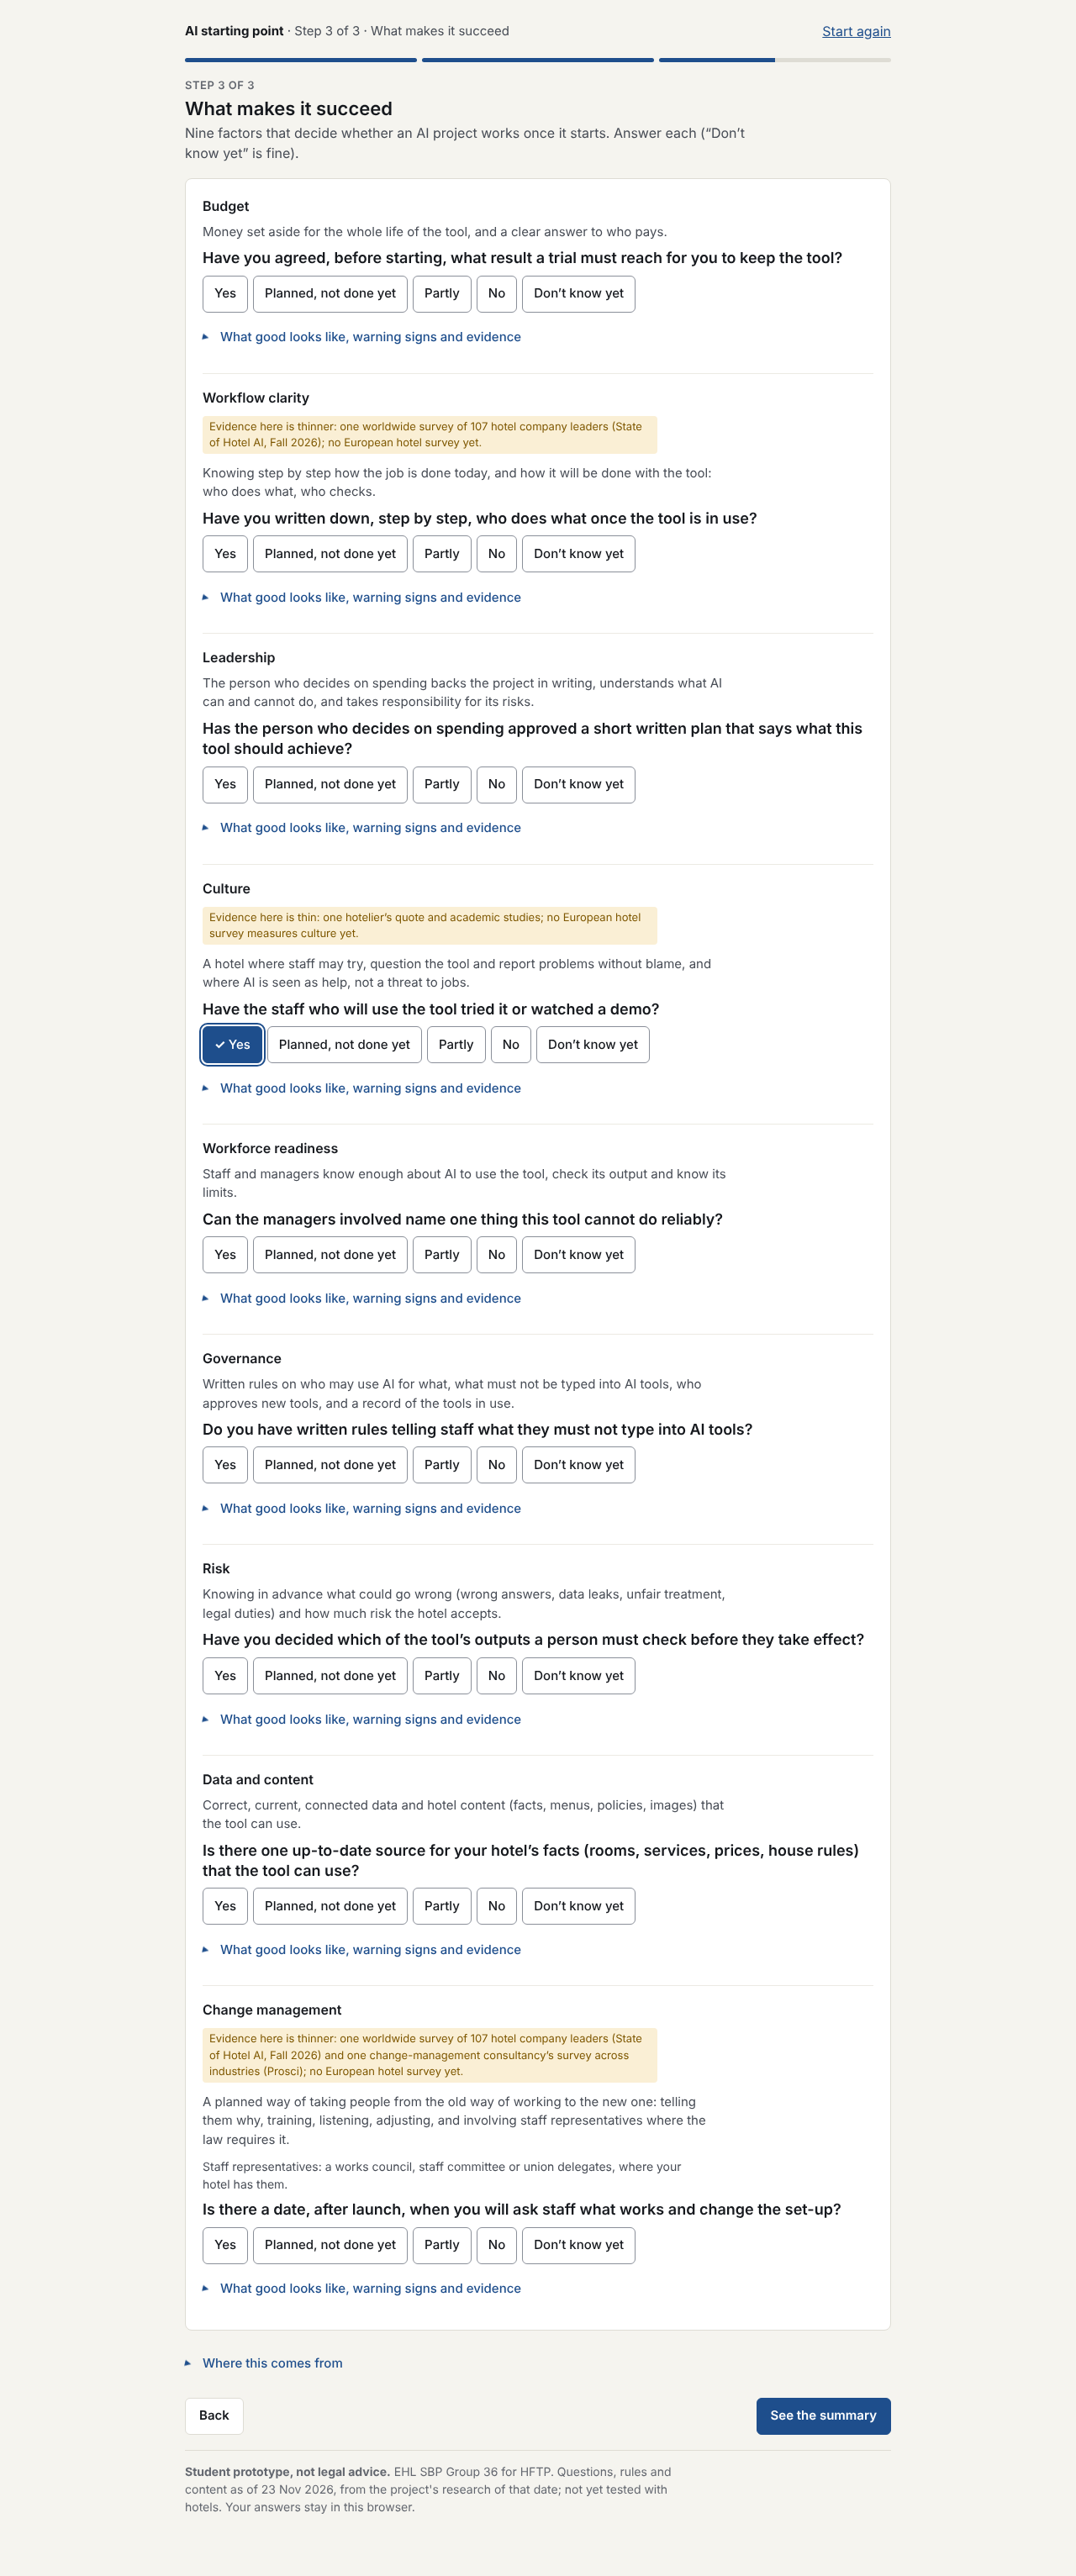 AI starting point · Step 3 of 3 · What makes it succeed
Start again
STEP 3 OF 3
What makes it succeed
Nine factors that decide whether an AI project works once it starts. Answer each (“Don’t
know yet” is fine).
Budget
Money set aside for the whole life of the tool, and a clear answer to who pays.
Have you agreed, before starting, what result a trial must reach for you to keep the tool?
Yes
Planned, not done yet
Partly
No
Don’t know yet
What good looks like, warning signs and evidence
Workflow clarity
Evidence here is thinner: one worldwide survey of 107 hotel company leaders (State
of Hotel AI, Fall 2026); no European hotel survey yet.
Knowing step by step how the job is done today, and how it will be done with the tool:
who does what, who checks.
Have you written down, step by step, who does what once the tool is in use?
Yes
Planned, not done yet
Partly
No
Don’t know yet
What good looks like, warning signs and evidence
Leadership
The person who decides on spending backs the project in writing, understands what AI
can and cannot do, and takes responsibility for its risks.
Has the person who decides on spending approved a short written plan that says what this
tool should achieve?
Yes
Planned, not done yet
Partly
No
Don’t know yet
What good looks like, warning signs and evidence
Culture
Evidence here is thin: one hotelier’s quote and academic studies; no European hotel
survey measures culture yet.
A hotel where staff may try, question the tool and report problems without blame, and
where AI is seen as help, not a threat to jobs.
Have the staff who will use the tool tried it or watched a demo?
✓ Yes
Planned, not done yet
Partly
No
Don’t know yet
What good looks like, warning signs and evidence
Workforce readiness
Staff and managers know enough about AI to use the tool, check its output and know its
limits.
Can the managers involved name one thing this tool cannot do reliably?
Yes
Planned, not done yet
Partly
No
Don’t know yet
What good looks like, warning signs and evidence
Governance
Written rules on who may use AI for what, what must not be typed into AI tools, who
approves new tools, and a record of the tools in use.
Do you have written rules telling staff what they must not type into AI tools?
Yes
Planned, not done yet
Partly
No
Don’t know yet
What good looks like, warning signs and evidence
Risk
Knowing in advance what could go wrong (wrong answers, data leaks, unfair treatment,
legal duties) and how much risk the hotel accepts.
Have you decided which of the tool’s outputs a person must check before they take effect?
Yes
Planned, not done yet
Partly
No
Don’t know yet
What good looks like, warning signs and evidence
Data and content
Correct, current, connected data and hotel content (facts, menus, policies, images) that
the tool can use.
Is there one up-to-date source for your hotel’s facts (rooms, services, prices, house rules)
that the tool can use?
Yes
Planned, not done yet
Partly
No
Don’t know yet
What good looks like, warning signs and evidence
Change management
Evidence here is thinner: one worldwide survey of 107 hotel company leaders (State
of Hotel AI, Fall 2026) and one change-management consultancy’s survey across
industries (Prosci); no European hotel survey yet.
A planned way of taking people from the old way of working to the new one: telling
them why, training, listening, adjusting, and involving staff representatives where the
law requires it.
Staff representatives: a works council, staff committee or union delegates, where your
hotel has them.
Is there a date, after launch, when you will ask staff what works and change the set-up?
Yes
Planned, not done yet
Partly
No
Don’t know yet
What good looks like, warning signs and evidence
Where this comes from
Back
See the summary
Student prototype, not legal advice. EHL SBP Group 36 for HFTP. Questions, rules and
content as of 23 Nov 2026, from the project's research of that date; not yet tested with
hotels. Your answers stay in this browser.